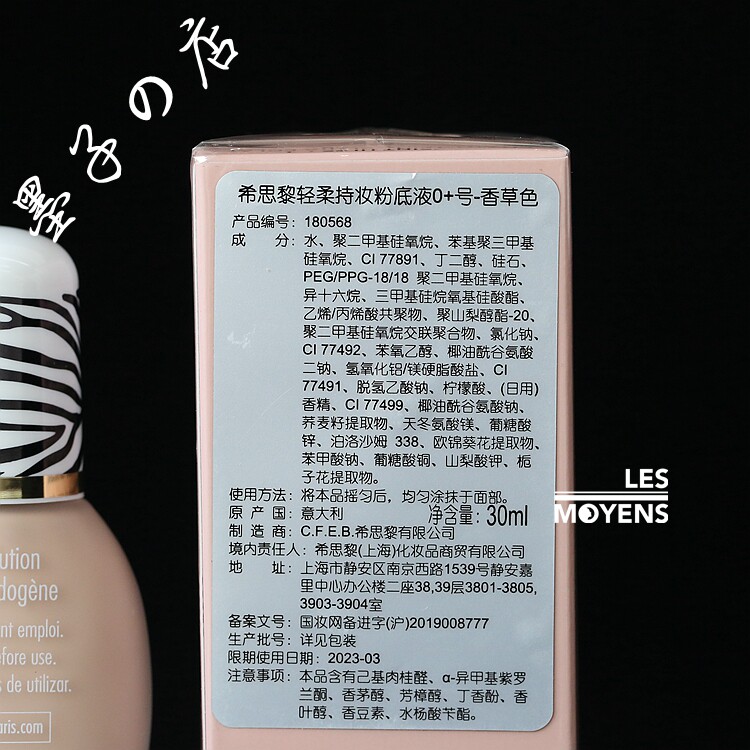 墨子の店
希思黎轻柔持妆粉底液0+号-香草色
产品编号：180568
成 分：水、聚二甲基硅氧烷、苯基聚三甲基
硅氧烷、CI 77891、丁二醇、硅石、
PEG/PPG-18/18 聚二甲基硅氧烷、
异十六烷、三甲基硅烷氧基硅酸酯、
乙烯/丙烯酸共聚物、聚山梨醇酯-20、
聚二甲基硅氧烷交联聚合物、氯化钠、
CI 77492、苯氧乙醇、椰油酰谷氨酸
二钠、氢氧化铝/镁硬脂酸盐、CI
77491、脱氢乙酸钠、柠檬酸、(日用)
香精、CI 77499、椰油酰谷氨酸钠、
荞麦籽提取物、天冬氨酸镁、葡糖酸
锌、泊洛沙姆 338、欧锦葵花提取物、
苯甲酸钠、葡糖酸铜、山梨酸钾、栀
子花提取物。
使用方法：将本品摇匀后，均匀涂抹于面部。
原 产 国：意大利 净含量：30ml
制 造 商：C.F.E.B.希思黎有限公司
境内责任人：希思黎(上海)化妆品商贸有限公司
地 址：上海市静安区南京西路1539号静安嘉
里中心办公楼二座38,39层3801-3805,
3903-3904室
备案文号：国妆网备进字(沪)2019008777
生产批号：详见包装
限期使用日期：2023-03
注意事项：本品含有己基肉桂醛、α-异甲基紫罗
兰酮、香茅醇、芳樟醇、丁香酚、香
叶醇、香豆素、水杨酸苄酯。
LES
MOYENS
ution
dogène
nt emploi.
efore use.
s de utilizar.
aris.com